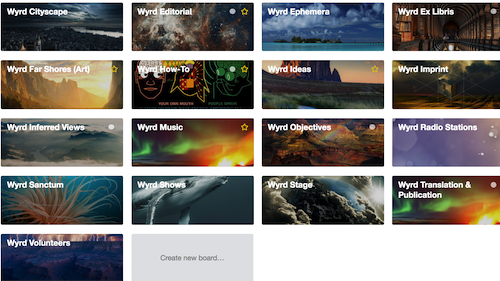 Wyrd Cityscape
Wyrd Editorial
Wyrd Ephemera
Wyrd Ex Libris
Wyrd Far Shores (Art)
Wyrd How-To
YOUR OWN MOUTH
Wyrd Ideas
Wyrd Imprint
Wyrd Inferred Views
Wyrd Music
Wyrd Objectives
Wyrd Radio Stations
Wyrd Sanctum
Wyrd Shows
Wyrd Stage
Wyrd Translation &
Publication
Wyrd Volunteers
Create new board…